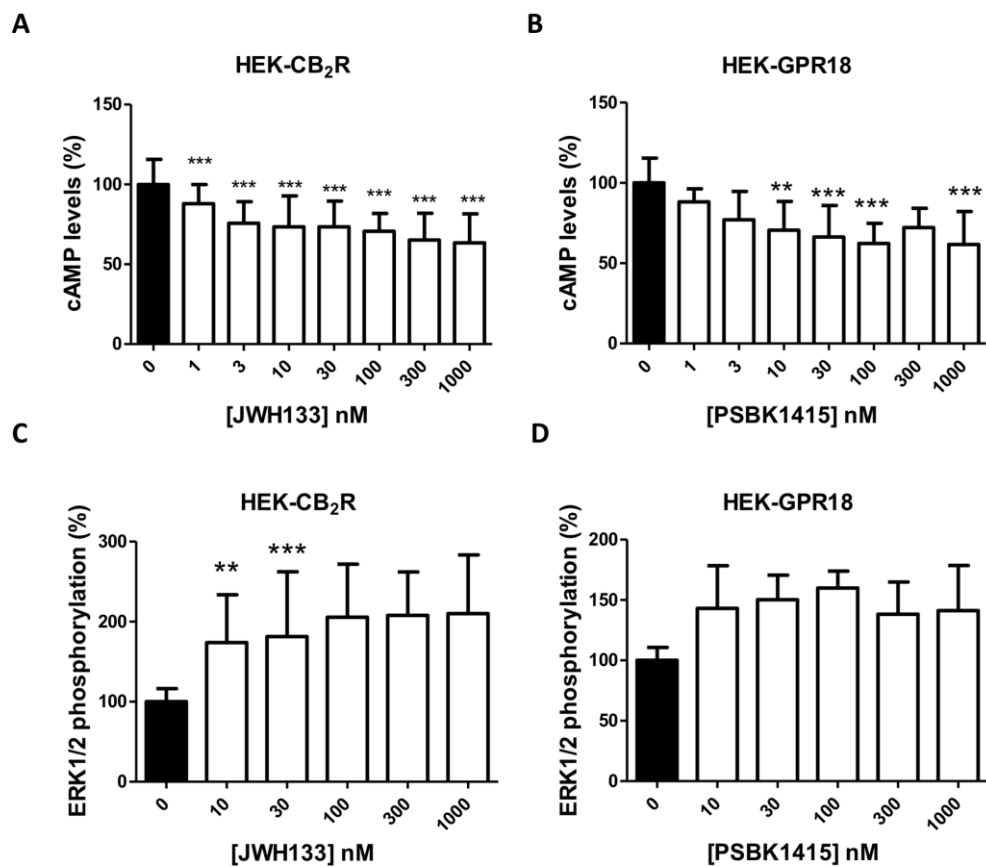 A
HEK-CB₂R
cAMP levels (%)
150
100
50
0
***
***
***
***
***
***
***
0 1 3 10 30 100 300 1000
[JWH133] nM
B
HEK-GPR18
cAMP levels (%)
150
100
50
0
**
***
***
***
0 1 3 10 30 100 300 1000
[PSBK1415] nM
C
HEK-CB₂R
ERK1/2 phosphorylation (%)
300
200
100
0
**
***
0 10 30 100 300 1000
[JWH133] nM
D
HEK-GPR18
ERK1/2 phosphorylation (%)
200
150
100
50
0
0 10 30 100 300 1000
[PSBK1415] nM